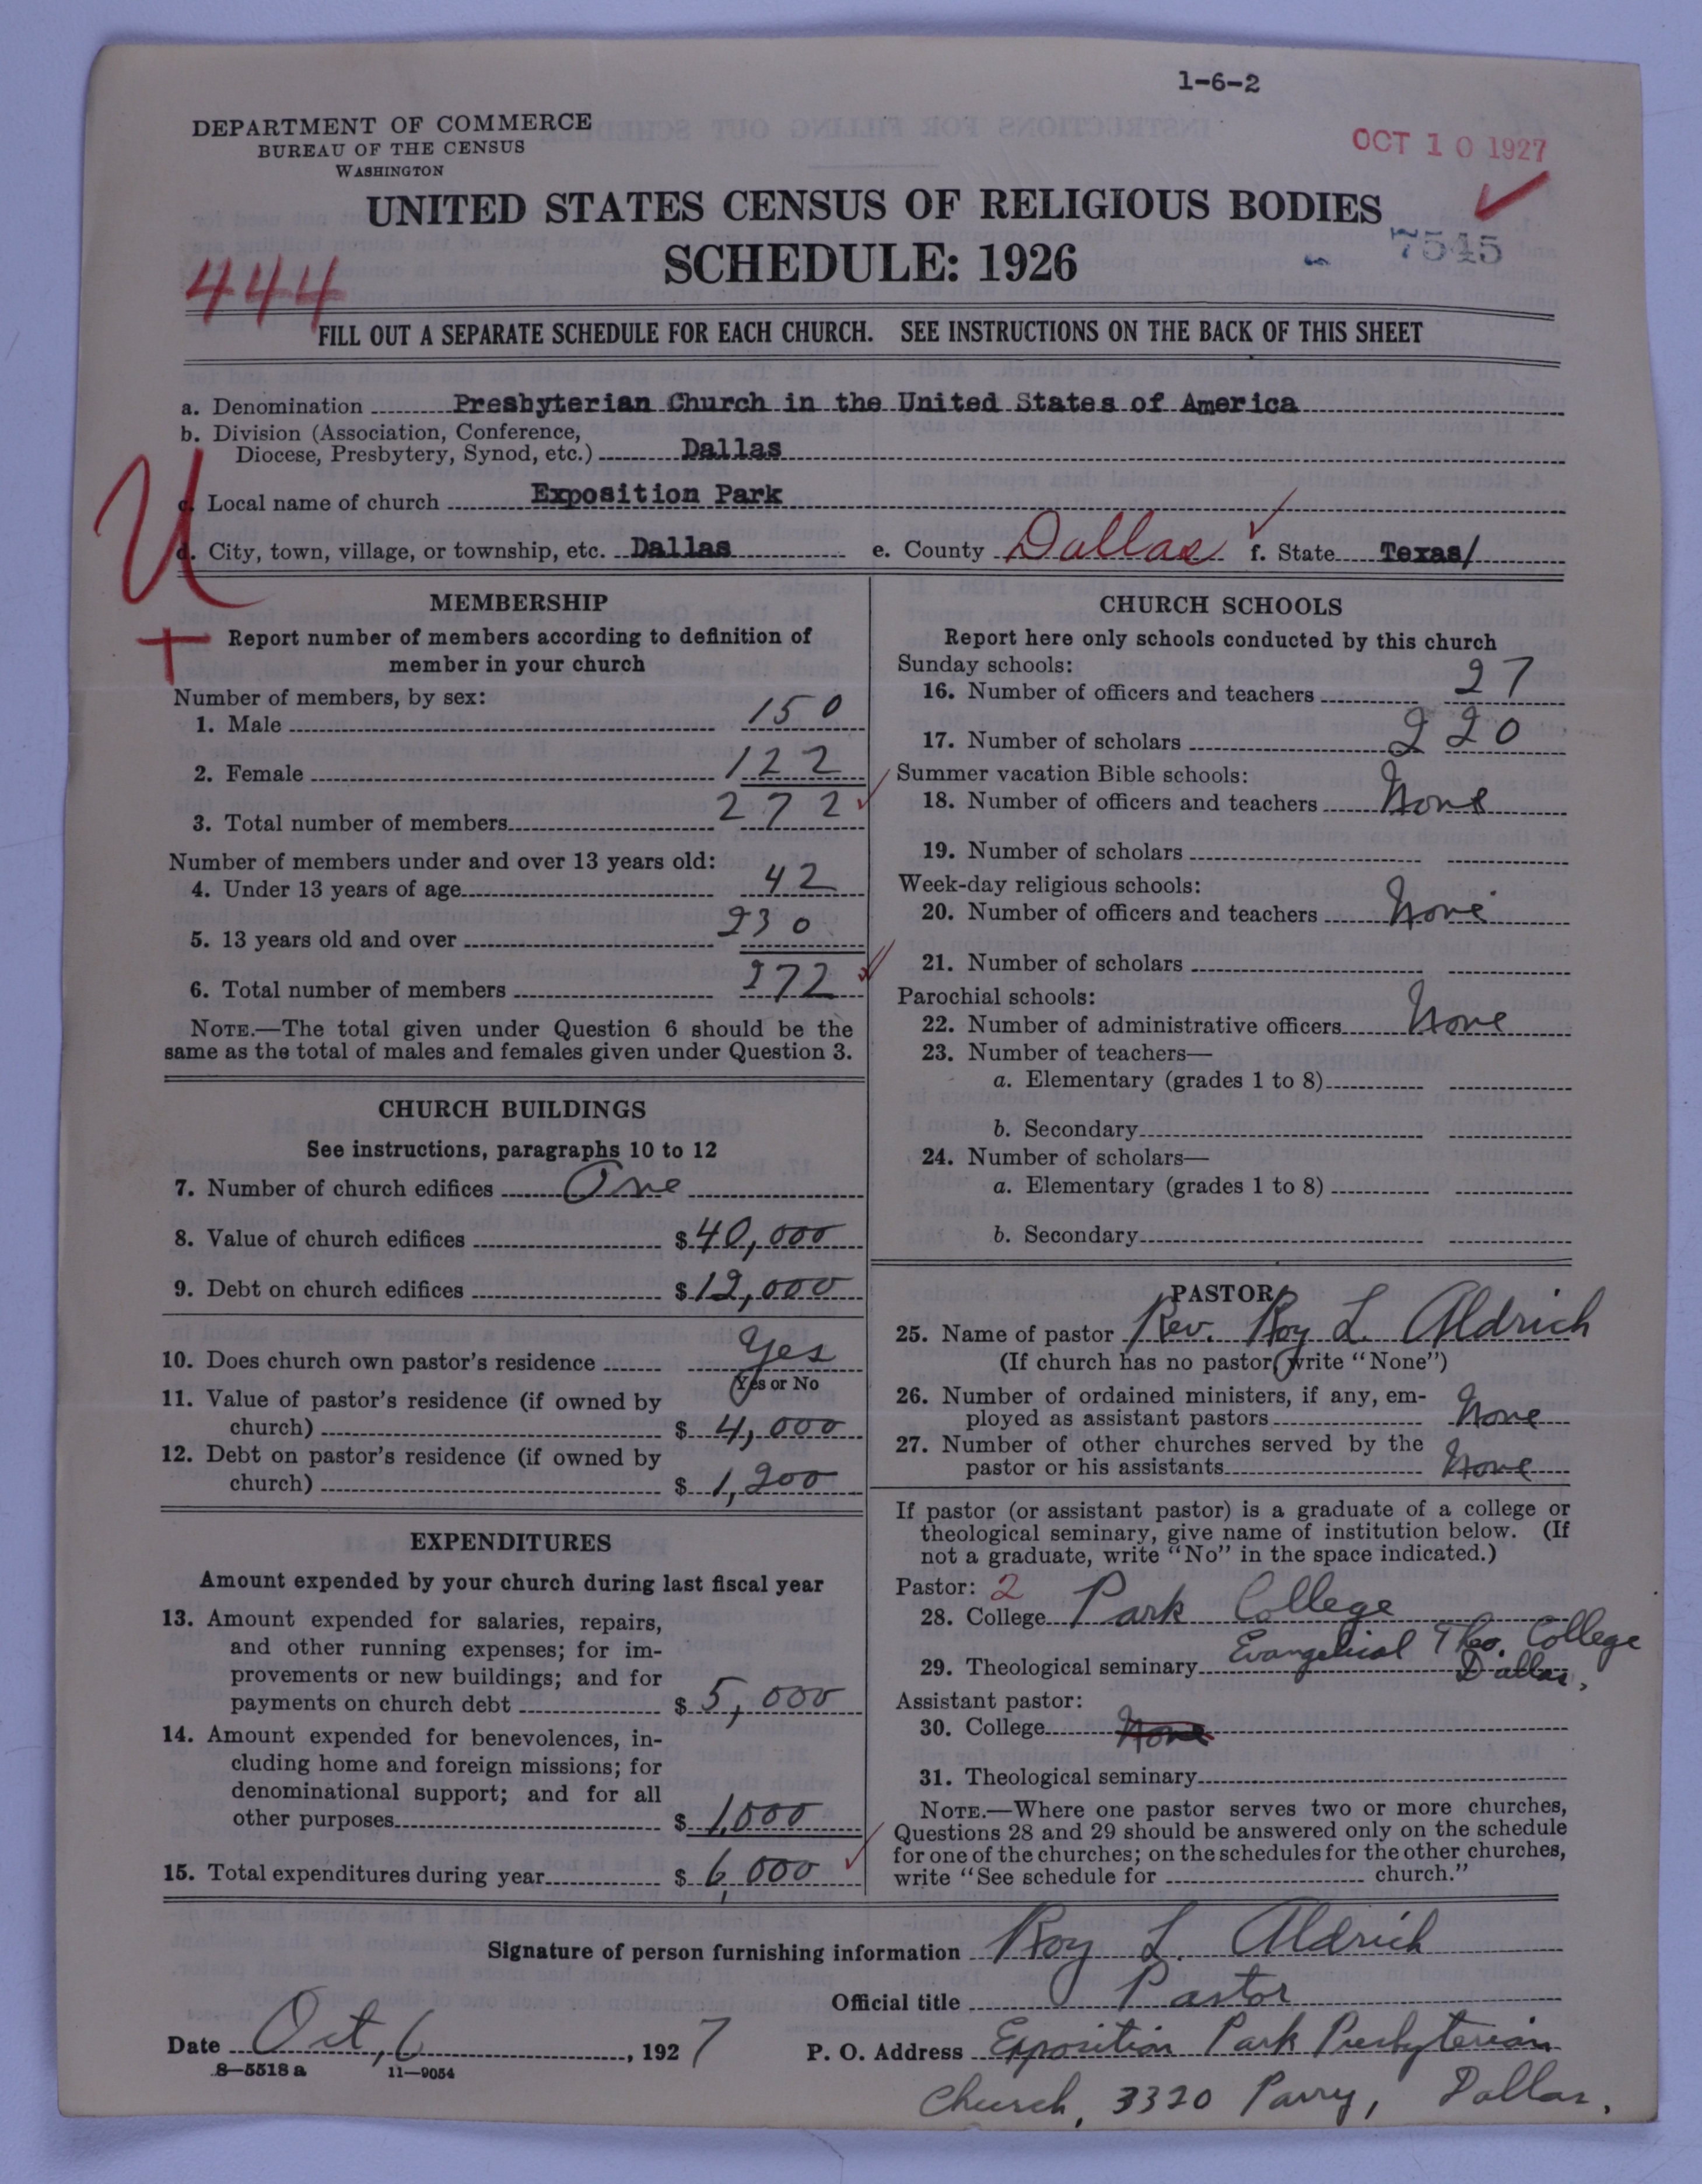 1-6-2
DEPARTMENT OF COMMERCE
BUREAU OF THE CENSUS
WASHINGTON
OCT 10 1927
UNITED STATES CENSUS OF RELIGIOUS BODIES
SCHEDULE: 1926
7545
444
FILL OUT A SEPARATE SCHEDULE FOR EACH CHURCH. SEE INSTRUCTIONS ON THE BACK OF THIS SHEET
a. Denomination Presbyterian Church in the United States of America
b. Division (Association, Conference,
Diocese, Presbytery, Synod, etc.) Dallas
c. Local name of church Exposition Park
d. City, town, village, or township, etc. Dallas e. County Dallas f. State Texas/
U
MEMBERSHIP
Report number of members according to definition of
member in your church
Number of members, by sex:
1. Male 150
2. Female 122
3. Total number of members 272
Number of members under and over 13 years old:
4. Under 13 years of age 42
5. 13 years old and over 230
6. Total number of members 272
NOTE.—The total given under Question 6 should be the
same as the total of males and females given under Question 3.
CHURCH BUILDINGS
See instructions, paragraphs 10 to 12
7. Number of church edifices One
8. Value of church edifices $ 40,000
9. Debt on church edifices $ 12,000
10. Does church own pastor's residence Yes
Yes or No
11. Value of pastor's residence (if owned by
church) $ 4,000
12. Debt on pastor's residence (if owned by
church) $ 1,200
EXPENDITURES
Amount expended by your church during last fiscal year
13. Amount expended for salaries, repairs,
and other running expenses; for im-
provements or new buildings; and for
payments on church debt $ 5,000
14. Amount expended for benevolences, in-
cluding home and foreign missions; for
denominational support; and for all
other purposes $ 1,000
15. Total expenditures during year $ 6,000
CHURCH SCHOOLS
Report here only schools conducted by this church
Sunday schools:
16. Number of officers and teachers 27
17. Number of scholars 220
Summer vacation Bible schools:
18. Number of officers and teachers None
19. Number of scholars
Week-day religious schools:
20. Number of officers and teachers None
21. Number of scholars
Parochial schools:
22. Number of administrative officers None
23. Number of teachers—
a. Elementary (grades 1 to 8)
b. Secondary
24. Number of scholars—
a. Elementary (grades 1 to 8)
b. Secondary
PASTOR
25. Name of pastor Rev. Roy L. Aldrich
(If church has no pastor, write "None")
26. Number of ordained ministers, if any, em-
ployed as assistant pastors None
27. Number of other churches served by the
pastor or his assistants None
If pastor (or assistant pastor) is a graduate of a college or
theological seminary, give name of institution below. (If
not a graduate, write "No" in the space indicated.)
Pastor: 2
28. College Park College
29. Theological seminary Evangelical Theo. College
Dallas,
Assistant pastor:
30. College None
31. Theological seminary
NOTE.—Where one pastor serves two or more churches,
Questions 28 and 29 should be answered only on the schedule
for one of the churches; on the schedules for the other churches,
write "See schedule for church."
Signature of person furnishing information Roy L. Aldrich
Official title Pastor
Date Oct, 6, 1927 P. O. Address Exposition Park Presbyterian
8—5518 a 11—9054
Church, 3320 Parry, Dallas,